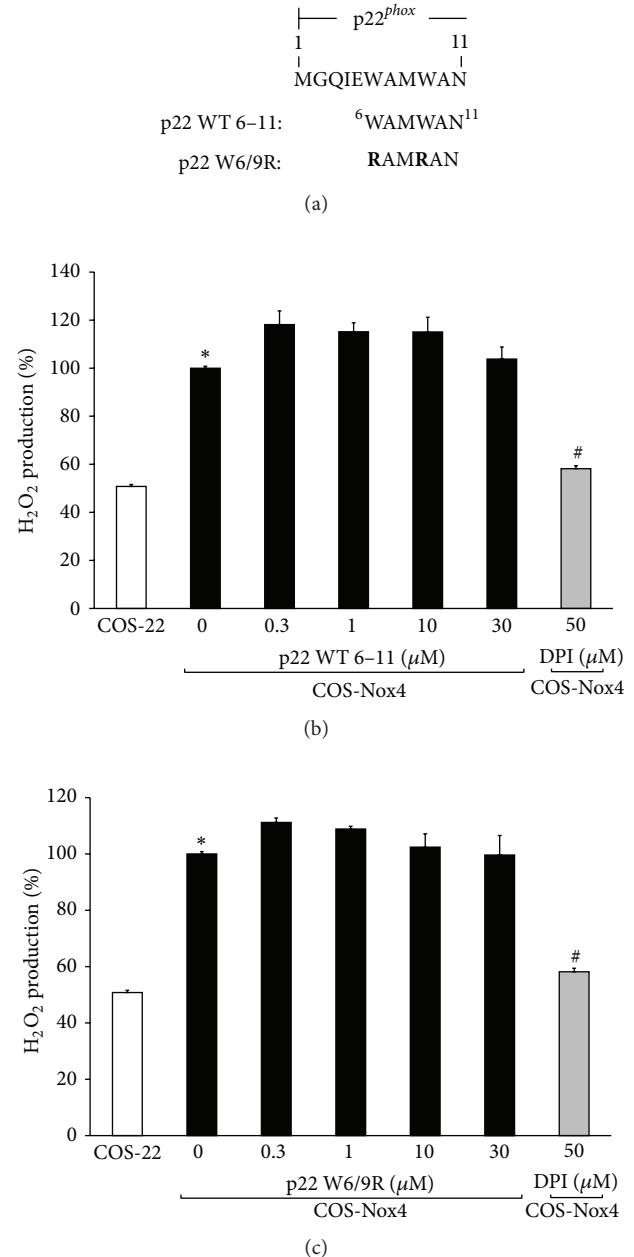 p22phox
1 11
MGQIEWAMWAN
p22 WT 6–11: ⁶WAMWAN¹¹
p22 W6/9R: RAMRAN
(a)
140
120
100
80
60
40
20
0
H₂O₂ production (%)
*
#
COS-22 0 0.3 1 10 30 50
p22 WT 6–11 (μM) DPI (μM)
COS-Nox4 COS-Nox4
(b)
120
100
80
60
40
20
0
H₂O₂ production (%)
*
#
COS-22 0 0.3 1 10 30 50
p22 W6/9R (μM) DPI (μM)
COS-Nox4 COS-Nox4
(c)